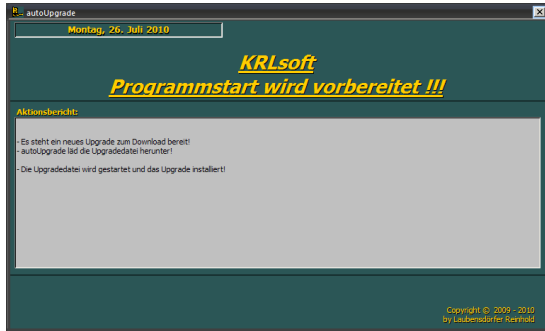 autoUpgrade
Montag, 26. Juli 2010
KRLsoft
Programmstart wird vorbereitet !!!
Aktionsbericht:
- Es steht ein neues Upgrade zum Download bereit!
- autoUpgrade läd die Upgradedatei herunter!
- Die Upgradedatei wird gestartet und das Upgrade installiert!
Copyright © 2009 - 2010
by Laubensdörfer Reinhold